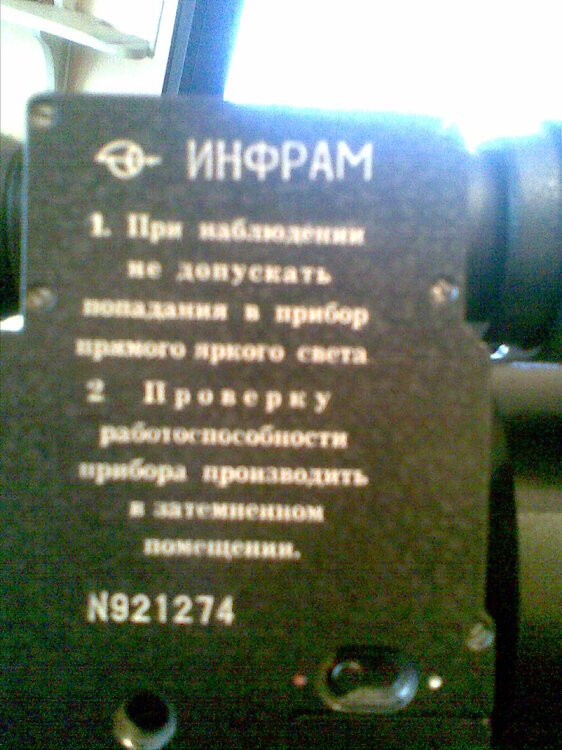 ИНФРАМ
1. При наблюдении
не допускать
попадания в прибор
прямого яркого света
2 Проверку
работоспособности
прибора производить
в затемненном
помещении.
N921274